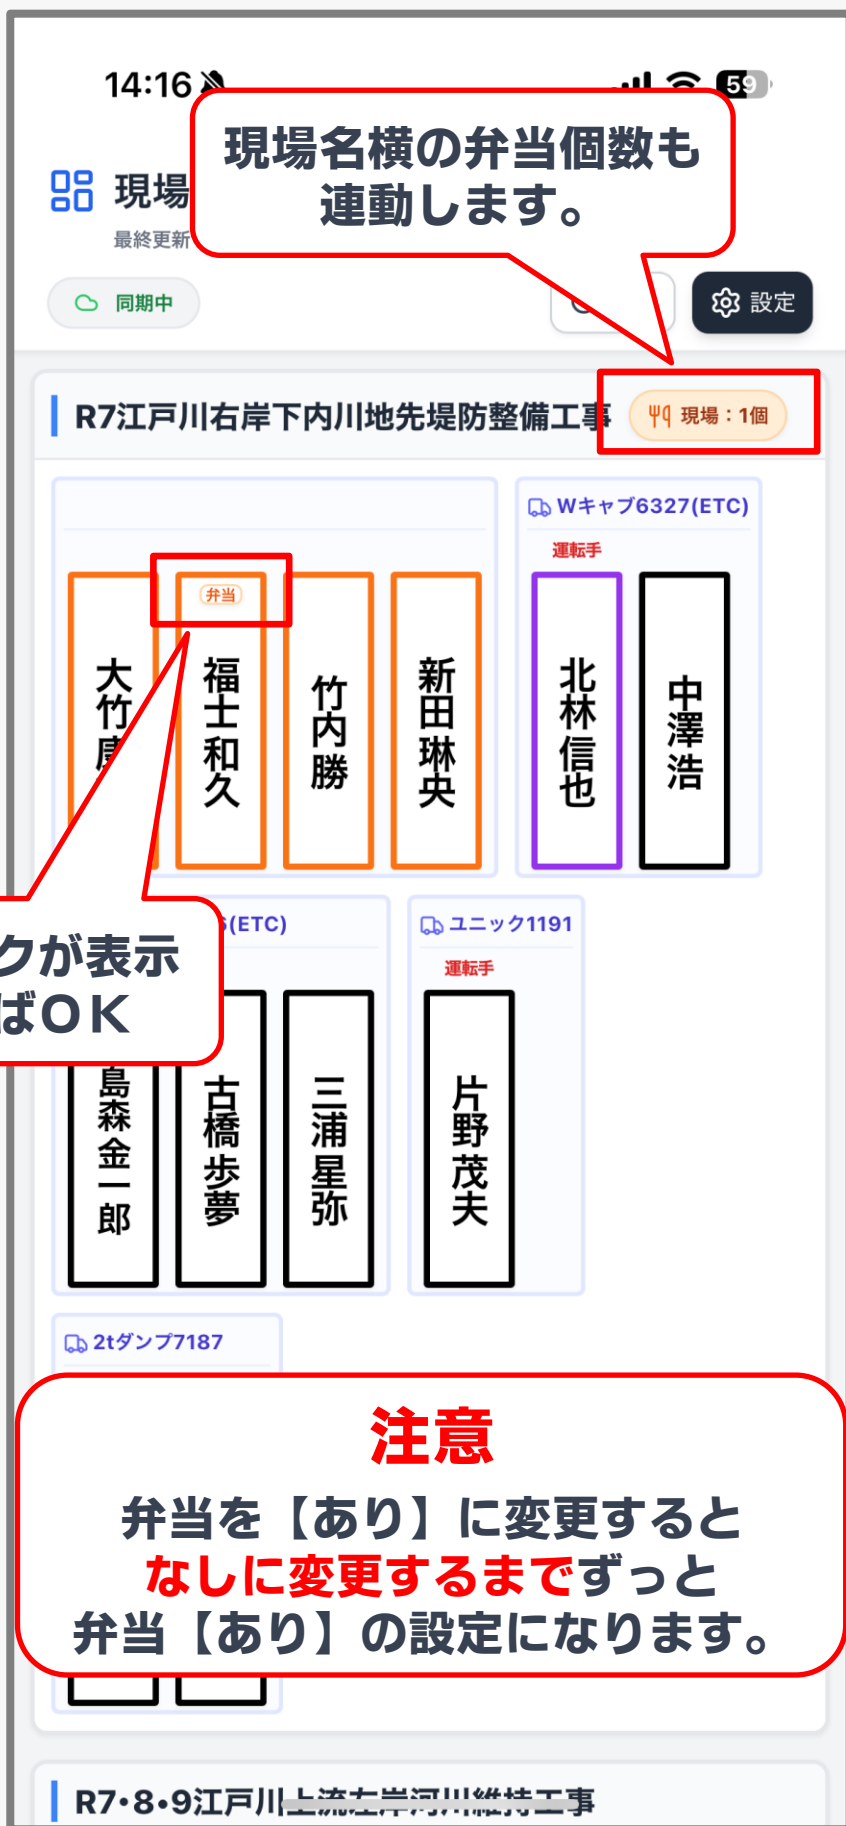 14:16
59
現場名横の弁当個数も
連動します。
現場
最終更新
同期中
設定
R7江戸川右岸下内川地先堤防整備工事
現場：1個
Wキャブ6327(ETC)
運転手
弁当
大竹
福士和久
竹内勝
新田琳央
北林信也
中澤浩
(ETC)
ユニック1191
運転手
クが表示
ばOK
島森金一郎
古橋歩夢
三浦星弥
片野茂夫
2tダンプ7187
注意
弁当を【あり】に変更すると
なしに変更するまでずっと
弁当【あり】の設定になります。
R7・8・9江戸川上流左岸河川維持工事